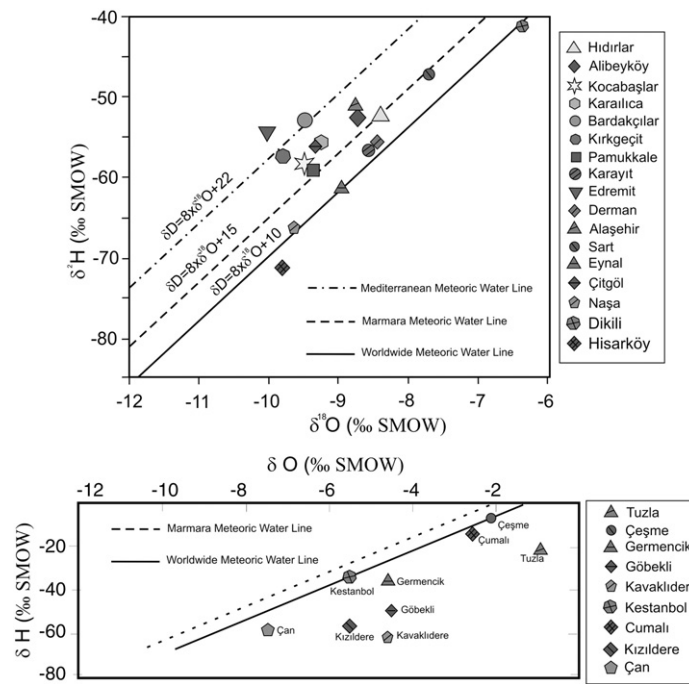 -40
-50
-60
-70
-80
δ²H (‰ SMOW)
δD=8xδ¹⁸O+22
δD=8xδ¹⁸O+15
δD=8xδ¹⁸O+10
Mediterranean Meteoric Water Line
Marmara Meteoric Water Line
Worldwide Meteoric Water Line
-12 -11 -10 -9 -8 -7 -6
δ¹⁸O (‰ SMOW)
Hıdırlar
Alibeyköy
Kocabaşlar
Karaılıca
Bardakçılar
Kırkgeçit
Pamukkale
Karayıt
Edremit
Derman
Alaşehir
Sart
Eynal
Çitgöl
Naşa
Dikili
Hisarköy
δ O (‰ SMOW)
-12 -10 -8 -6 -4 -2
-20
-40
-60
-80
δ H (‰ SMOW)
Marmara Meteoric Water Line
Worldwide Meteoric Water Line
Çeşme
Çumalı
Tuzla
Kestanbol
Germencik
Göbekli
Çan
Kızıldere
Kavaklıdere
Tuzla
Çeşme
Germencik
Göbekli
Kavaklıdere
Kestanbol
Cumalı
Kızıldere
Çan